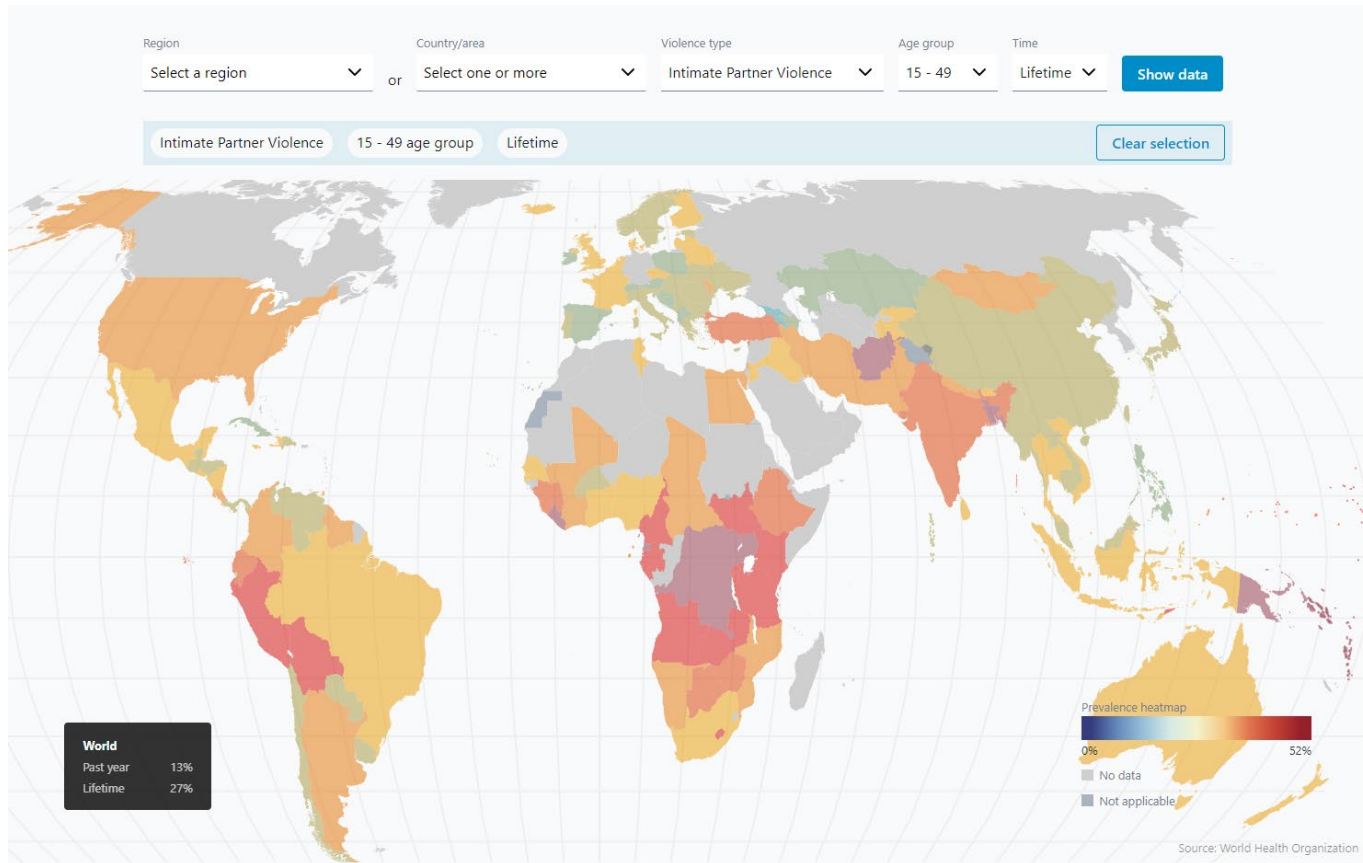 Region
Country/area
Violence type
Age group
Time
Select a region
or
Select one or more
Intimate Partner Violence
15 - 49
Lifetime
Show data
Intimate Partner Violence
15 - 49 age group
Lifetime
Clear selection
World
Past year 13%
Lifetime 27%
Prevalence heatmap
0% 52%
No data
Not applicable
Source: World Health Organization